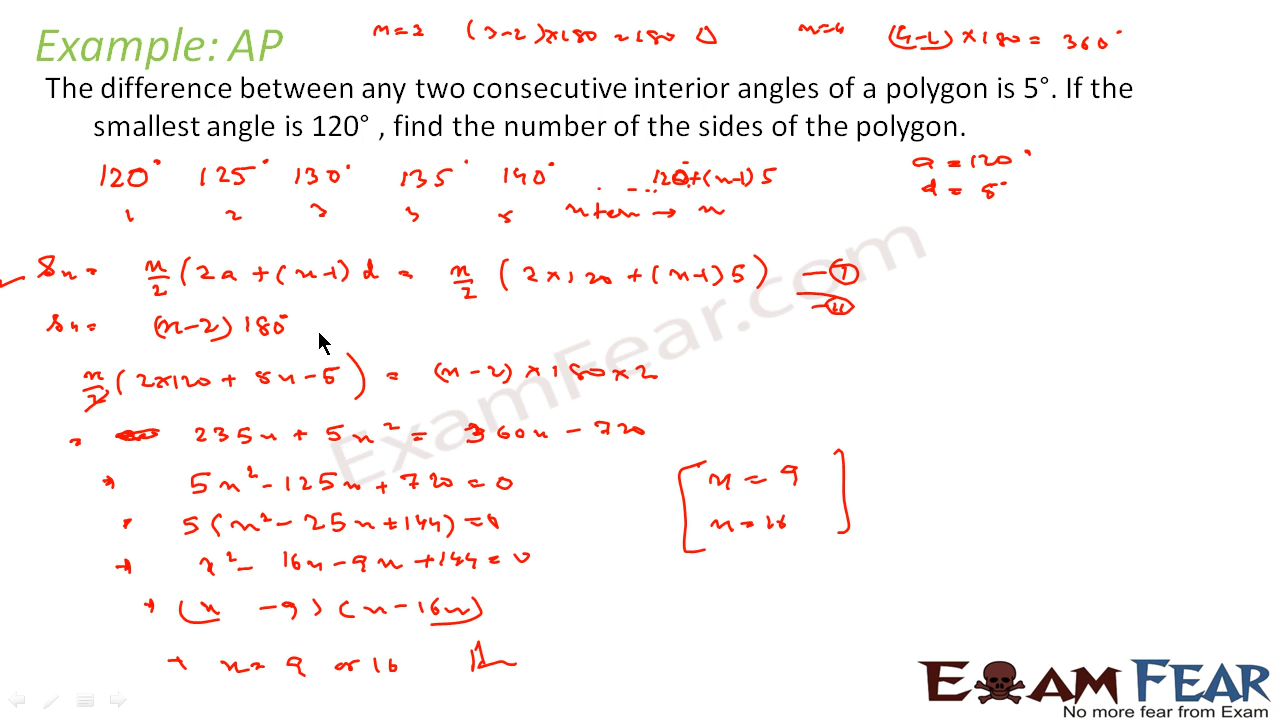 Example: AP
n=3 (3-2)×180 = 180 Δ n=4 (4-2)×180 = 360°
The difference between any two consecutive interior angles of a polygon is 5°. If the
smallest angle is 120° , find the number of the sides of the polygon.
a = 120°
d = 5°
120° 125° 130° 135° 140° ... 120+(n-1)5
1 2 3 5 n term → n
Sn = n/2 (2a + (n-1) d = n/2 (2×120 + (n-1) 5) —(I)
—(II)
Sn = (n-2) 180°
n/2 (2×120 + 5n-5) = (n-2) × 180 × 2
235n + 5n² = 360n - 720
→ 5n² - 125n + 720 = 0
5 (n² - 25n + 144) = 0
→ n² - 16n - 9n + 144 = 0
→ (n - 9) (n - 16n)
→ n = 9 or 16
n = 9
n = 16
ExamFear.com
EXAM FEAR
No more fear from Exam